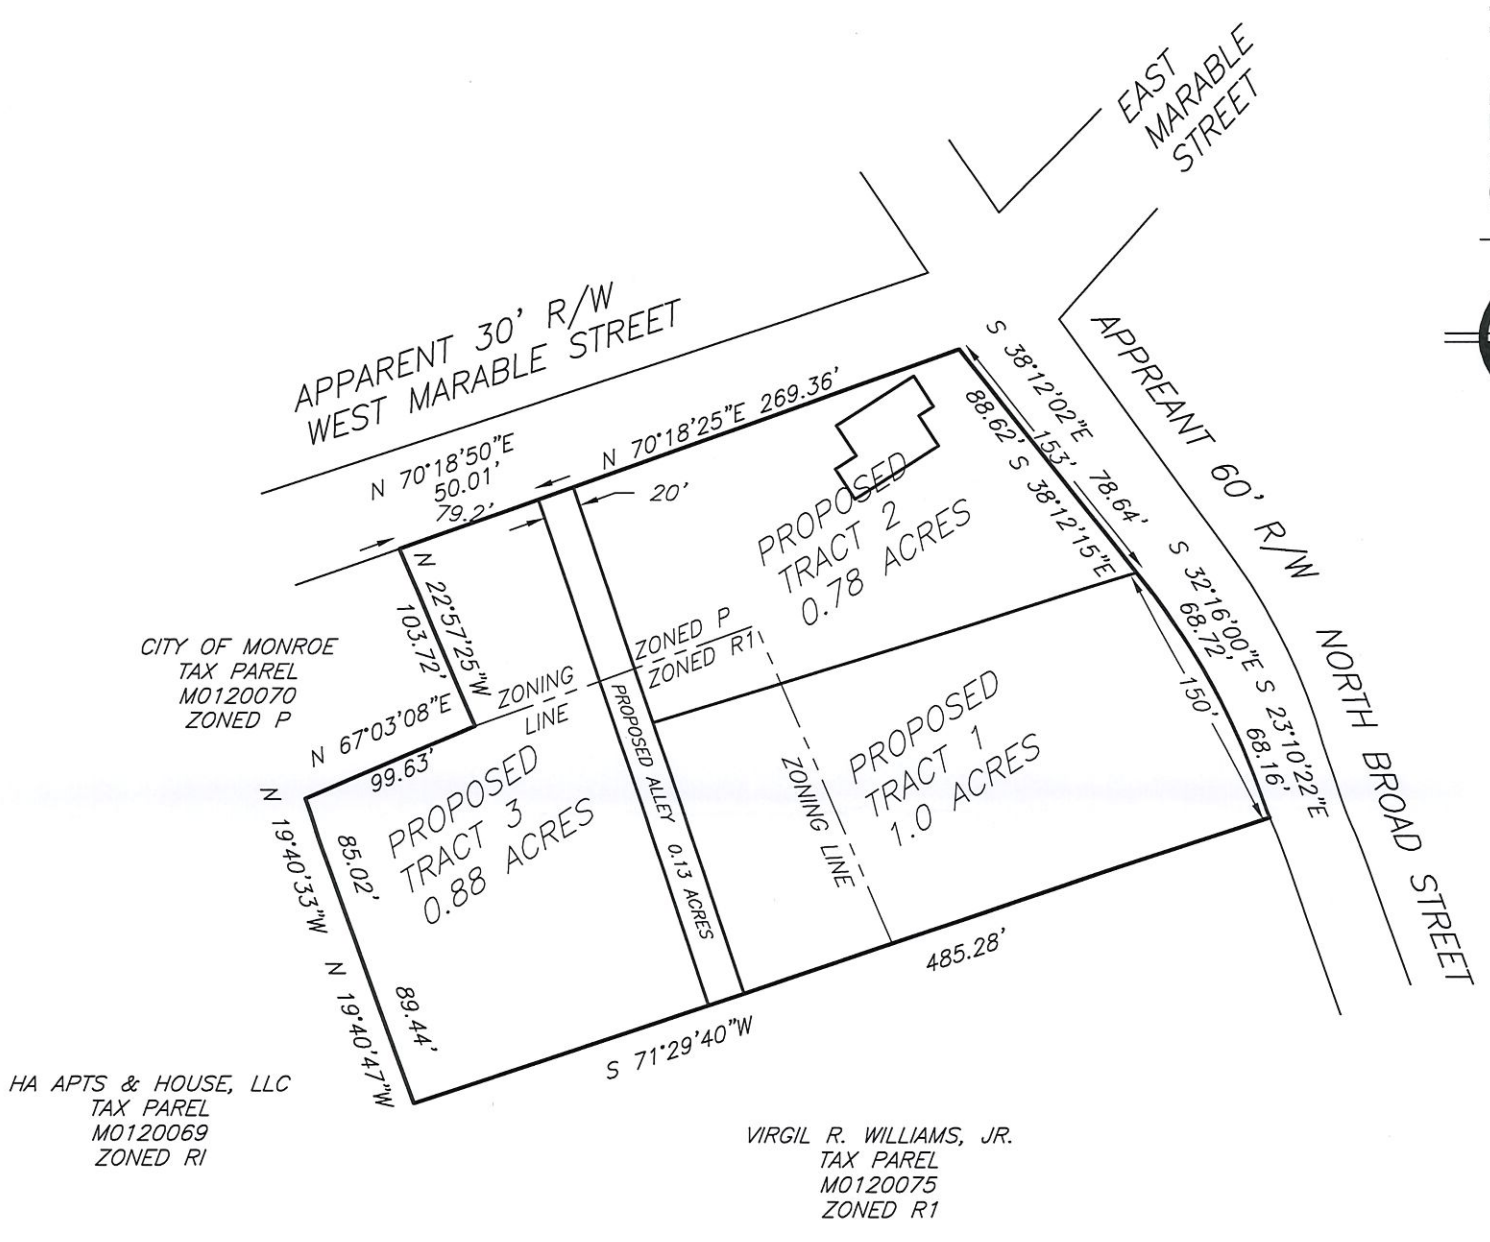 EAST
MARABLE
STREET
APPARENT 30' R/W
WEST MARABLE STREET
N 70°18'50"E
50.01'
79.2'
N 70°18'25"E 269.36'
20'
S 38°12'02"E
153'
78.64'
88.62'
S 38°12'15"E
APPREANT 60' R/W
NORTH BROAD STREET
S 32°16'00"E
68.72'
S 23°10'22"E
68.16'
150'
PROPOSED
TRACT 2
0.78 ACRES
N 22°57'25"W
103.72'
CITY OF MONROE
TAX PAREL
M0120070
ZONED P
N 67°03'08"E
99.63'
ZONING
LINE
ZONED P
ZONED R1
PROPOSED ALLEY 0.13 ACRES
PROPOSED
TRACT 1
1.0 ACRES
ZONING LINE
PROPOSED
TRACT 3
0.88 ACRES
N 19°40'33"W
85.02'
N 19°40'47"W
89.44'
S 71°29'40"W
485.28'
HA APTS & HOUSE, LLC
TAX PAREL
M0120069
ZONED RI
VIRGIL R. WILLIAMS, JR.
TAX PAREL
M0120075
ZONED R1